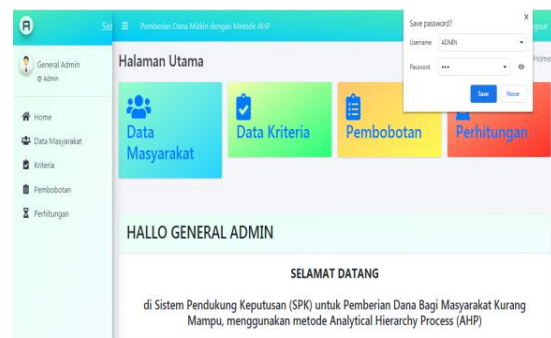 Sist
Pemberian Dana Miskin dengan Metode AHP
Logout
General Admin
Admin
Home
Data Masyarakat
Kriteria
Pembobotan
Perhitungan
Halaman Utama
Home
Data Masyarakat
Data Kriteria
Pembobotan
Perhitungan
Save password?
X
Username ADMIN
Password •••
Save Never
HALLO GENERAL ADMIN
SELAMAT DATANG
di Sistem Pendukung Keputusan (SPK) untuk Pemberian Dana Bagi Masyarakat Kurang
Mampu, menggunakan metode Analytical Hierarchy Process (AHP)